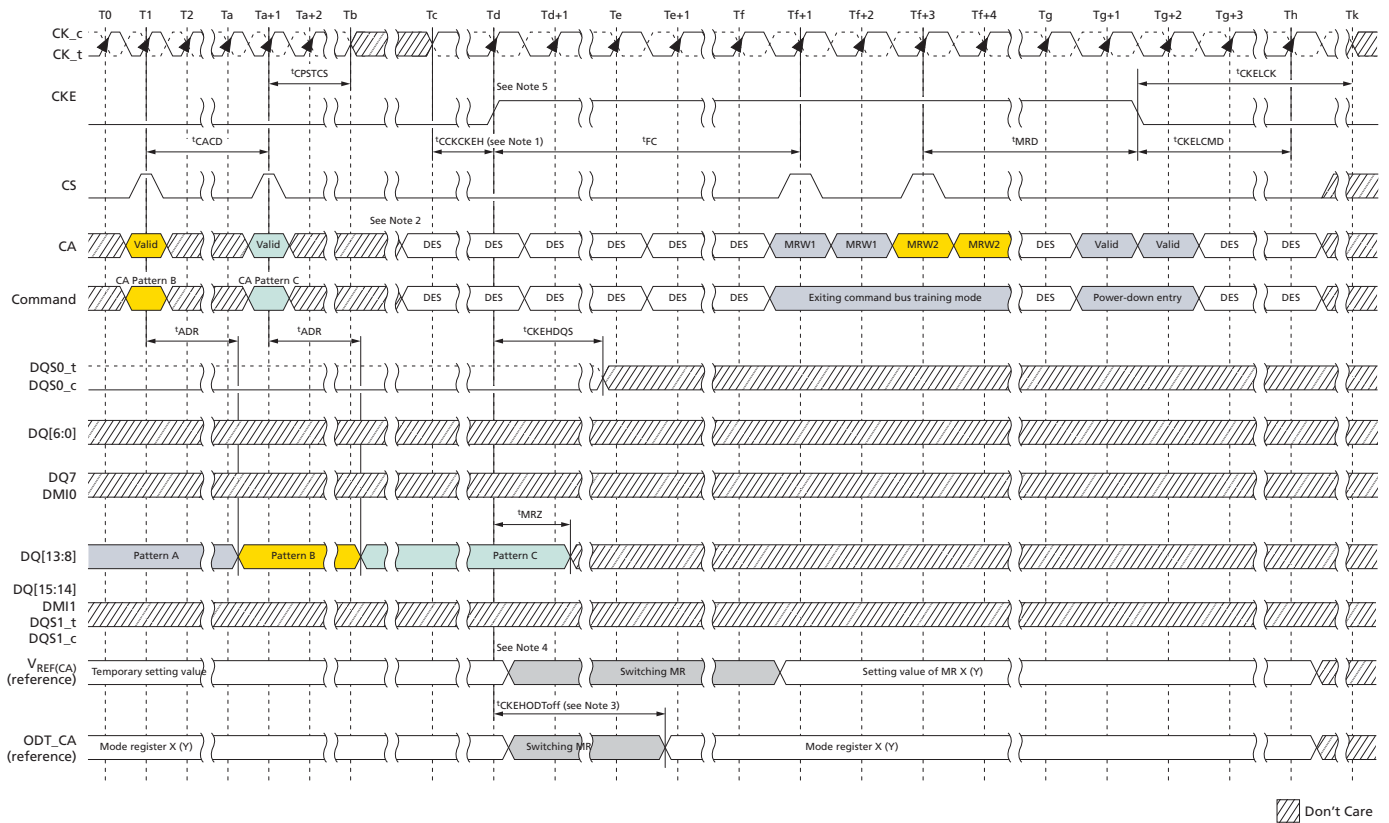 T0 T1 T2 Ta Ta+1 Ta+2 Tb Tc Td Td+1 Te Te+1 Tf Tf+1 Tf+2 Tf+3 Tf+4 Tg Tg+1 Tg+2 Tg+3 Th Tk
CK_c
CK_t
tCPSTCS tCKELCK
CKE See Note 5
tCACD tCCKCKEH (see Note 1) tFC tMRD tCKELCMD
CS
See Note 2
CA Valid Valid DES DES DES DES DES DES MRW1 MRW1 MRW2 MRW2 DES Valid Valid DES DES
CA Pattern B CA Pattern C
Command DES DES DES DES DES DES Exiting command bus training mode DES Power-down entry DES DES
tADR tADR tCKEHDQS
DQS0_t
DQS0_c
DQ[6:0]
DQ7
DMI0
tMRZ
DQ[13:8] Pattern A Pattern B Pattern C
DQ[15:14]
DMI1
DQS1_t
DQS1_c
See Note 4
VREF(CA)
(reference) Temporary setting value Switching MR Setting value of MR X (Y)
tCKEHODToff (see Note 3)
ODT_CA
(reference) Mode register X (Y) Switching MR Mode register X (Y)
Don't Care